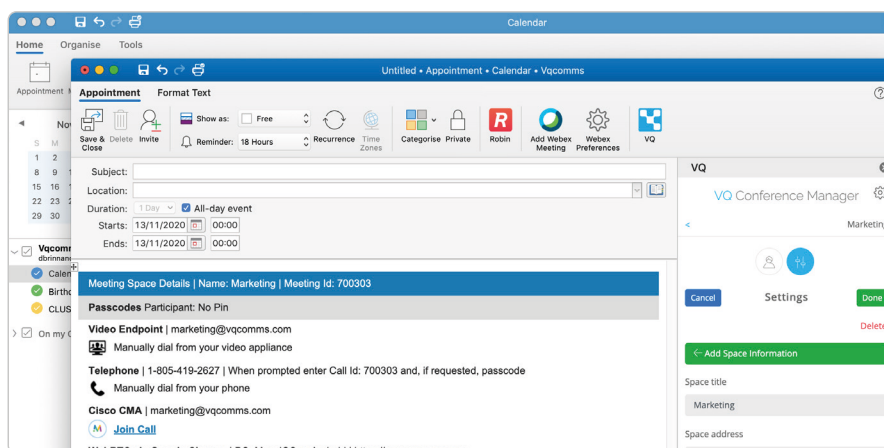 Calendar
Home Organise Tools
Untitled • Appointment • Calendar • Vqcomms
Appointment
Appointment Format Text
Save & Close
Delete
Invite
Show as: Free
Reminder: 18 Hours
Recurrence
Time Zones
Categorise
Private
Robin
Add Webex Meeting
Webex Preferences
VQ
S M
1 2
8 9
15 16
22 23
29 30
Subject:
Location:
Duration: 1 Day All-day event
Starts: 13/11/2020 00:00
Ends: 13/11/2020 00:00
Birth
CLUS
On my
Meeting Space Details | Name: Marketing | Meeting Id: 700303
Passcodes Participant: No Pin
Video Endpoint | marketing@vqcomms.com
Manually dial from your video appliance
Telephone | 1-805-419-2627 | When prompted enter Call Id: 700303 and, if requested, passcode
Manually dial from your phone
Cisco CMA | marketing@vqcomms.com
Join Call
VQ
VQ Conference Manager
< Marketing
Cancel Settings Done
Delete
← Add Space Information
Space title
Marketing
Space address